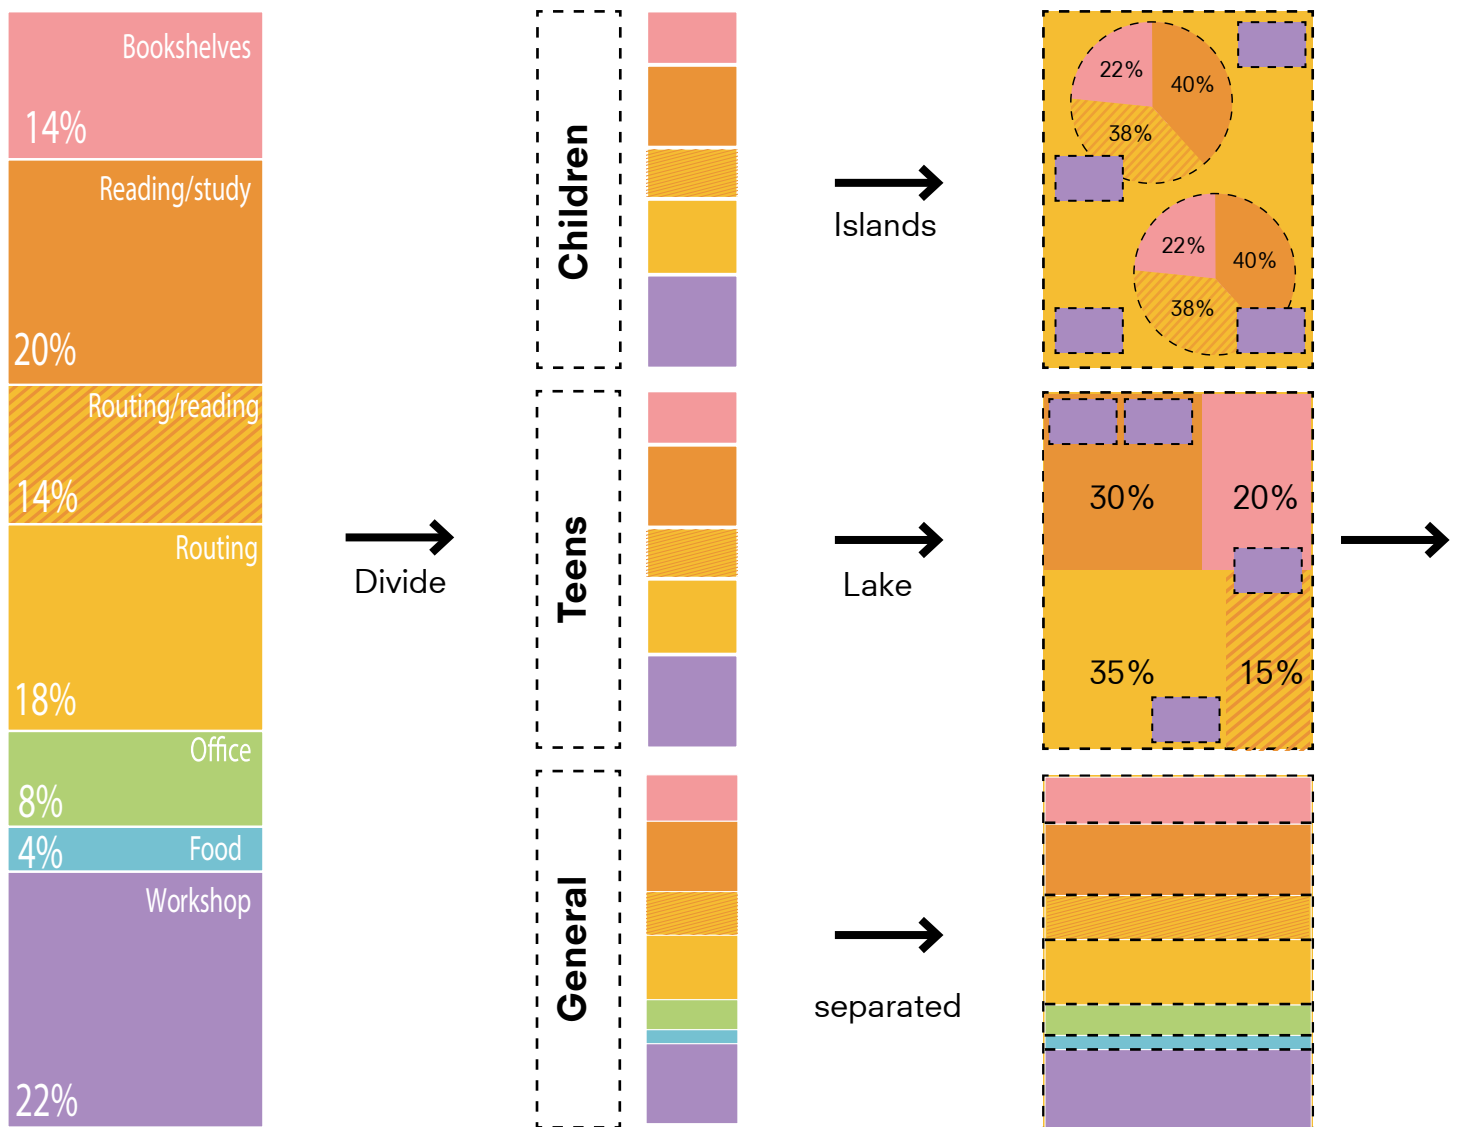 Bookshelves
14%
Reading/study
20%
Routing/reading
14%
Routing
18%
Office
8%
4%
Food
Workshop
22%
Divide
Children
Teens
General
Islands
Lake
separated
22%
40%
38%
22%
40%
38%
30%
20%
35%
15%